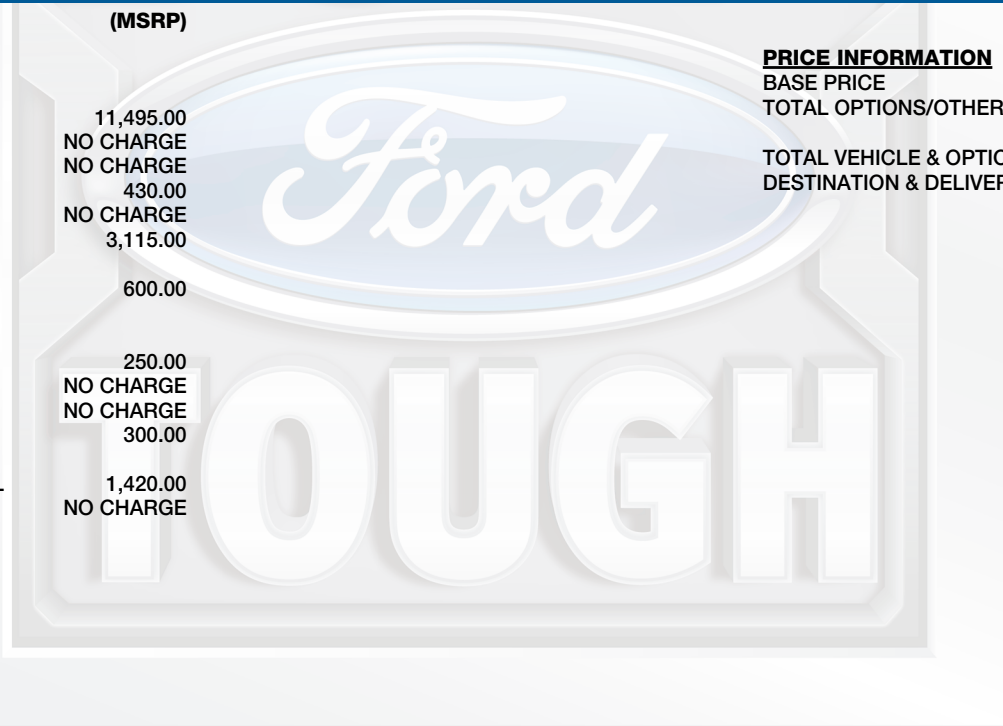 (MSRP)
11,495.00
NO CHARGE
NO CHARGE
430.00
NO CHARGE
3,115.00
600.00
250.00
NO CHARGE
NO CHARGE
300.00
1,420.00
NO CHARGE
PRICE INFORMATION
BASE PRICE
TOTAL OPTIONS/OTHER
TOTAL VEHICLE & OPTIO
DESTINATION & DELIVER
Ford
TOUGH